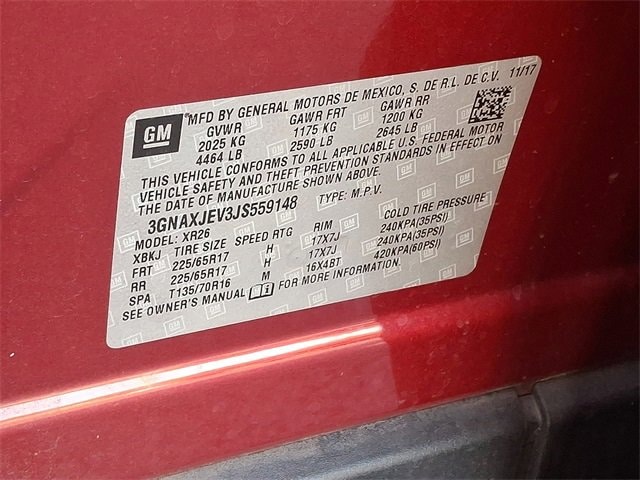 GM
®MFD BY GENERAL MOTORS DE MEXICO, S. DE R.L. DE C.V. 11/17
GVWR GAWR FRT GAWR RR
2025 KG 1175 KG 1200 KG
4464 LB 2590 LB 2645 LB
THIS VEHICLE CONFORMS TO ALL APPLICABLE U.S. FEDERAL MOTOR
VEHICLE SAFETY AND THEFT PREVENTION STANDARDS IN EFFECT ON
THE DATE OF MANUFACTURE SHOWN ABOVE.
3GNAXJEV3JS559148 TYPE: M.P.V.
MODEL: XR26
XBKJ TIRE SIZE SPEED RTG RIM COLD TIRE PRESSURE
FRT 225/65R17 H 17X7J 240KPA(35PSI)
RR 225/65R17 H 17X7J 240KPA(35PSI)
SPA T135/70R16 M 16X4BT 420KPA(60PSI)
SEE OWNER'S MANUAL FOR MORE INFORMATION.